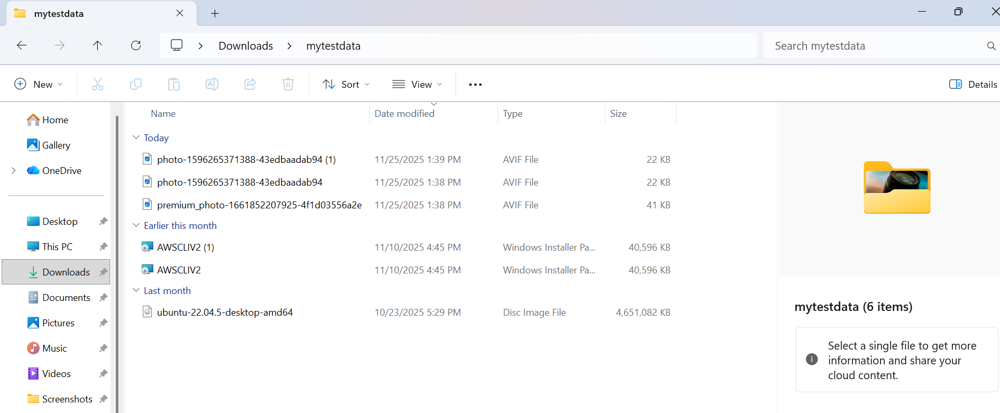 mytestdata
Downloads > mytestdata
Search mytestdata
New
Sort
View
Details
Home
Gallery
OneDrive
Desktop
This PC
Downloads
Documents
Pictures
Music
Videos
Screenshots
Name Date modified Type Size
Today
photo-1596265371388-43edbaadab94 (1) 11/25/2025 1:39 PM AVIF File 22 KB
photo-1596265371388-43edbaadab94 11/25/2025 1:38 PM AVIF File 22 KB
premium_photo-1661852207925-4f1d03556a2e 11/25/2025 1:38 PM AVIF File 41 KB
Earlier this month
AWSCLIV2 (1) 11/10/2025 4:45 PM Windows Installer Pa... 40,596 KB
AWSCLIV2 11/10/2025 4:45 PM Windows Installer Pa... 40,596 KB
Last month
ubuntu-22.04.5-desktop-amd64 10/23/2025 5:29 PM Disc Image File 4,651,082 KB
mytestdata (6 items)
Select a single file to get more
information and share your
cloud content.